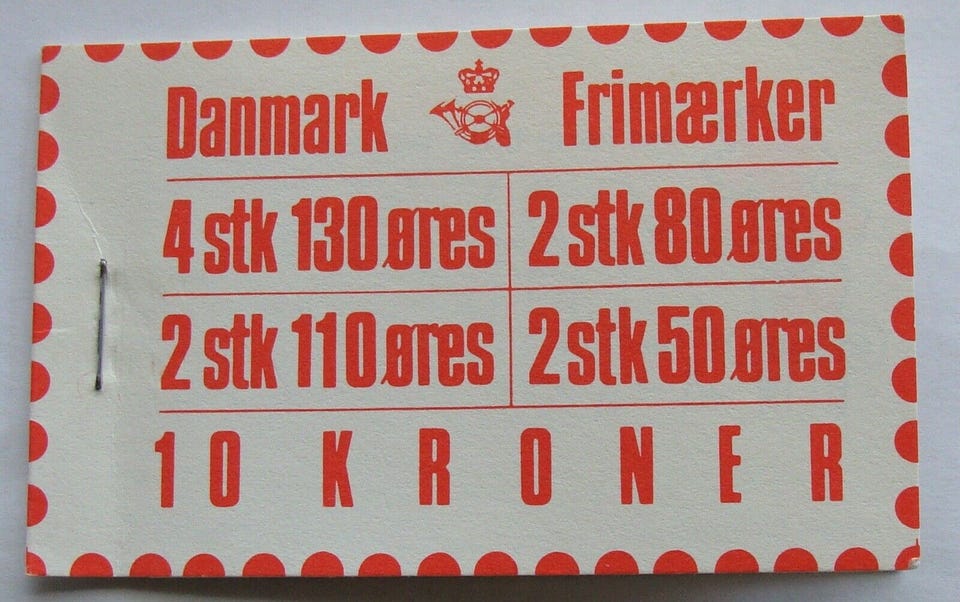 Danmark Frimærker
4 stk 130 øres 2 stk 80 øres
2 stk 110 øres 2 stk 50 øres
10 KRONER